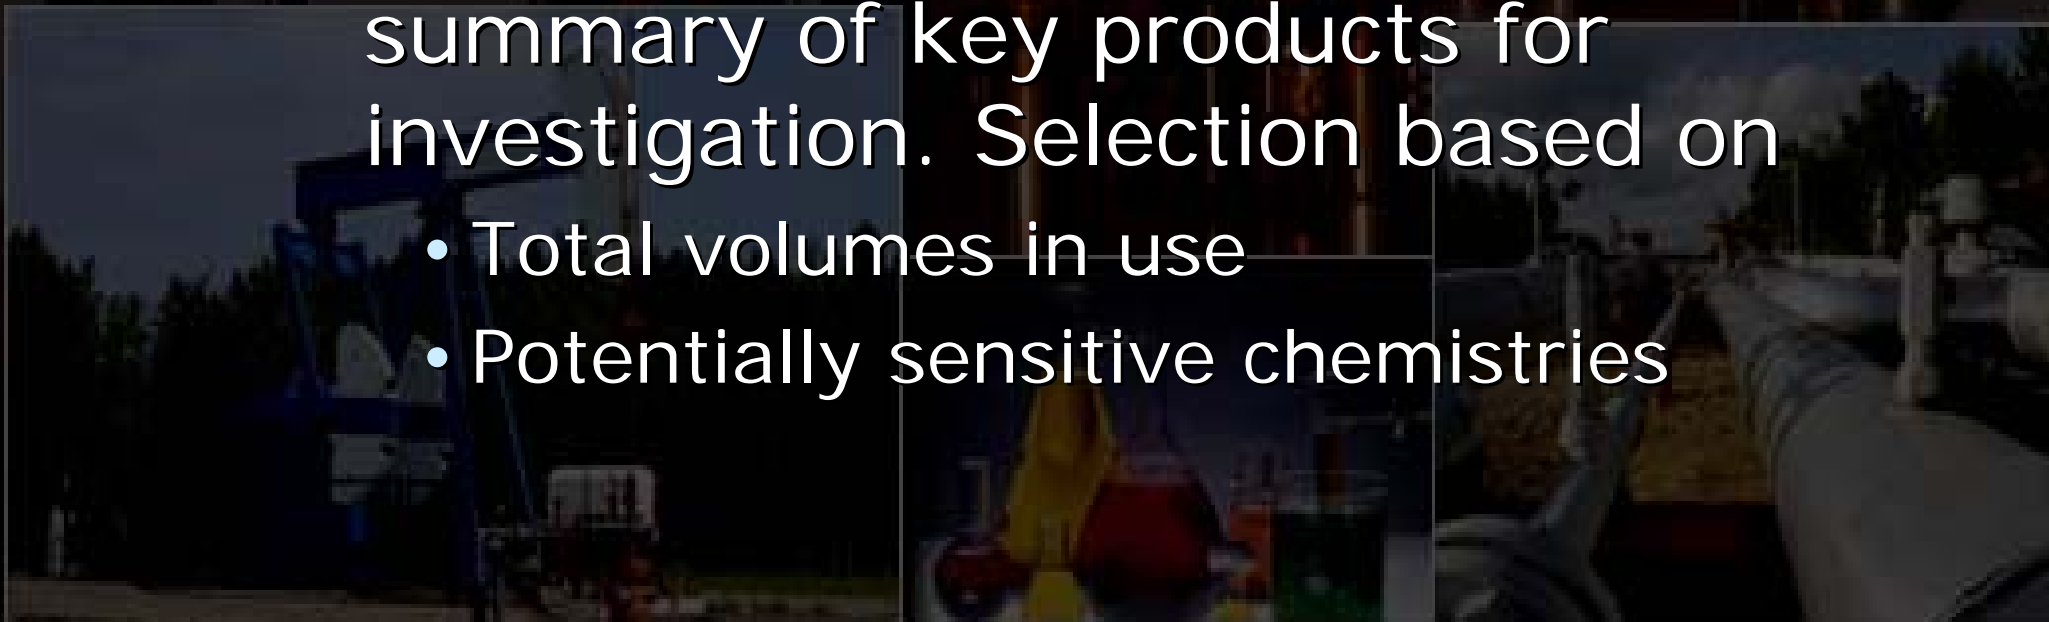 summary of key products for
investigation. Selection based on
• Total volumes in use
• Potentially sensitive chemistries